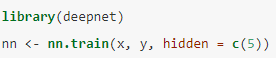 library(deepnet)
nn <- nn.train(x, y, hidden = c(5))